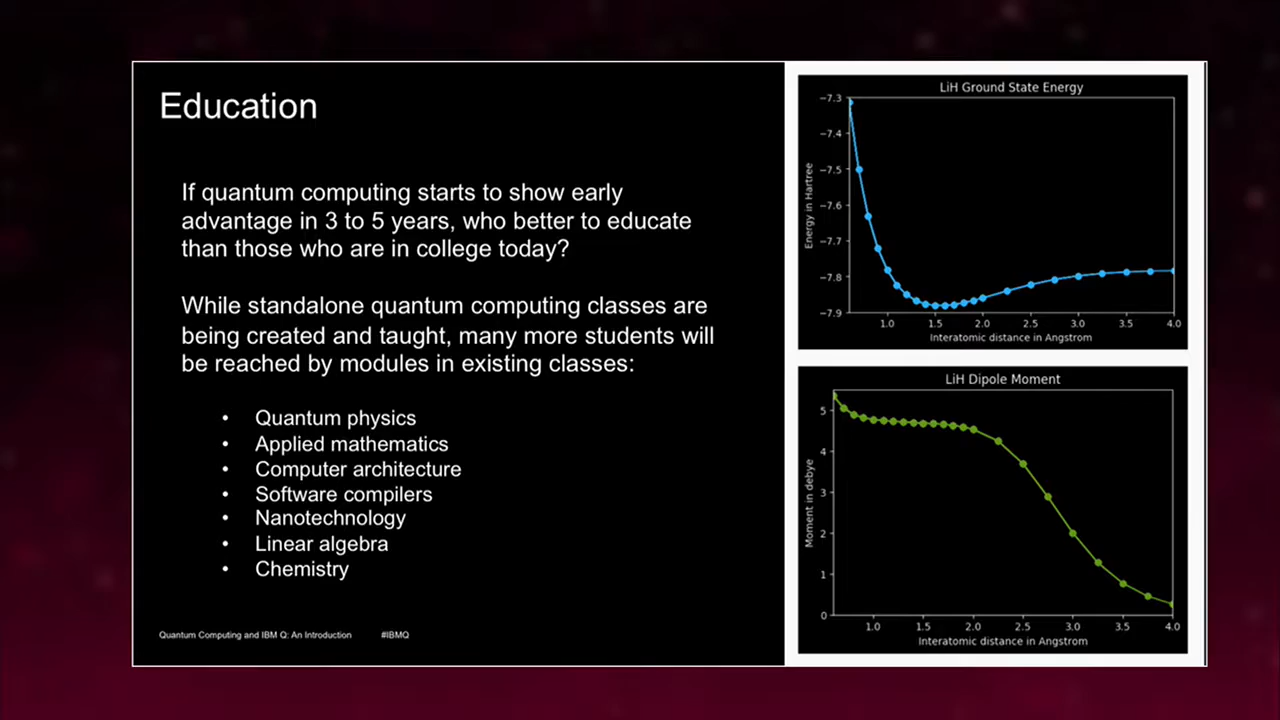 Education
If quantum computing starts to show early
advantage in 3 to 5 years, who better to educate
than those who are in college today?
While standalone quantum computing classes are
being created and taught, many more students will
be reached by modules in existing classes:
• Quantum physics
• Applied mathematics
• Computer architecture
• Software compilers
• Nanotechnology
• Linear algebra
• Chemistry
Quantum Computing and IBM Q: An Introduction #IBMQ
LiH Ground State Energy
Energy in Hartree
−7.3
−7.4
−7.5
−7.6
−7.7
−7.8
−7.9
1.0 1.5 2.0 2.5 3.0 3.5 4.0
Interatomic distance in Angstrom
LiH Dipole Moment
Moment in debye
5
4
3
2
1
0
1.0 1.5 2.0 2.5 3.0 3.5 4.0
Interatomic distance in Angstrom